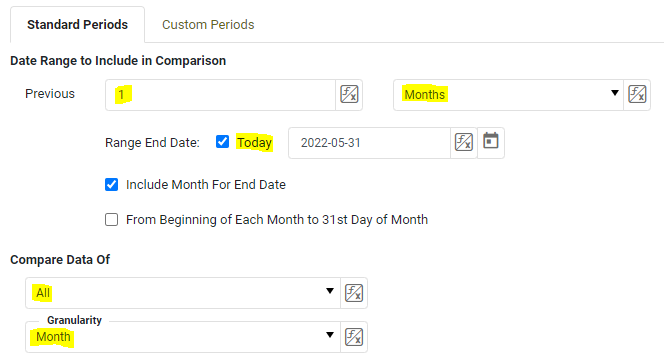 Standard Periods Custom Periods
Date Range to Include in Comparison
Previous 1 Months
Range End Date: Today 2022-05-31
Include Month For End Date
From Beginning of Each Month to 31st Day of Month
Compare Data Of
All
Granularity
Month